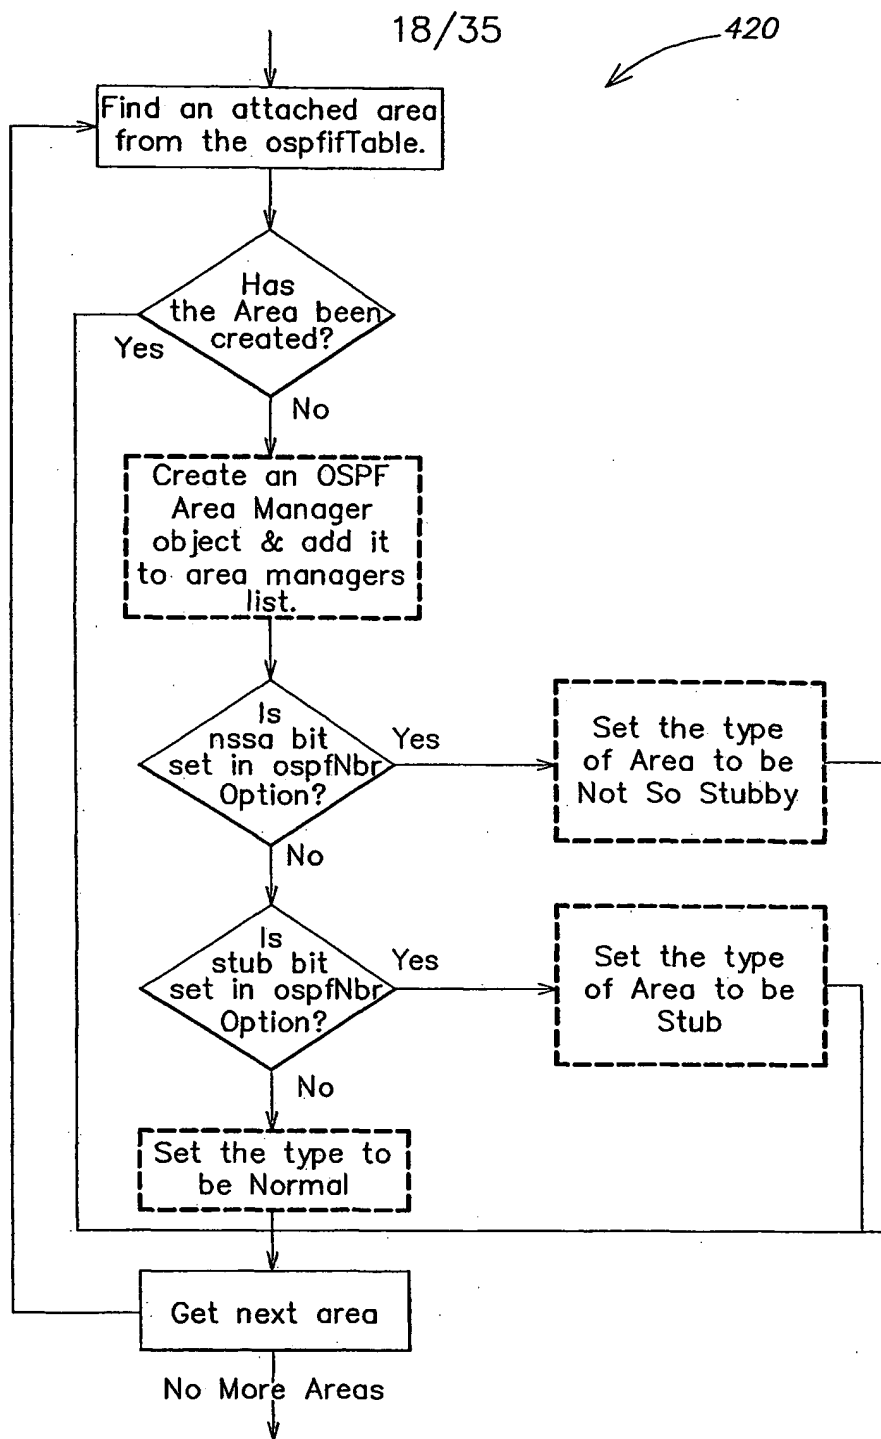 18/35
420
Find an attached area
from the ospfifTable.
Has
the Area been
created?
Yes
No
Create an OSPF
Area Manager
object & add it
to area managers
list.
Is
nssa bit
set in ospfNbr
Option?
Yes
Set the type
of Area to be
Not So Stubby
No
Is
stub bit
set in ospfNbr
Option?
Yes
Set the type
of Area to be
Stub
No
Set the type to
be Normal
Get next area
No More Areas